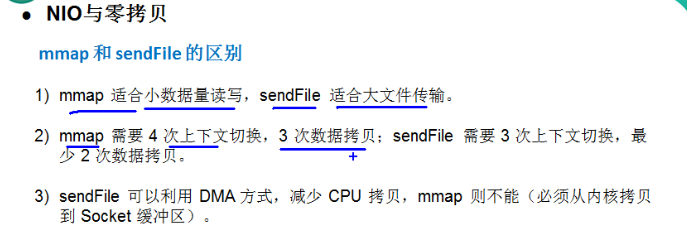 ● NIO与零拷贝
mmap 和 sendFile 的区别
1) mmap 适合小数据量读写，sendFile 适合大文件传输。
2) mmap 需要 4 次上下文切换，3 次数据拷贝；sendFile 需要 3 次上下文切换，最
少 2 次数据拷贝。
3) sendFile 可以利用 DMA 方式，减少 CPU 拷贝，mmap 则不能（必须从内核拷贝
到 Socket 缓冲区）。